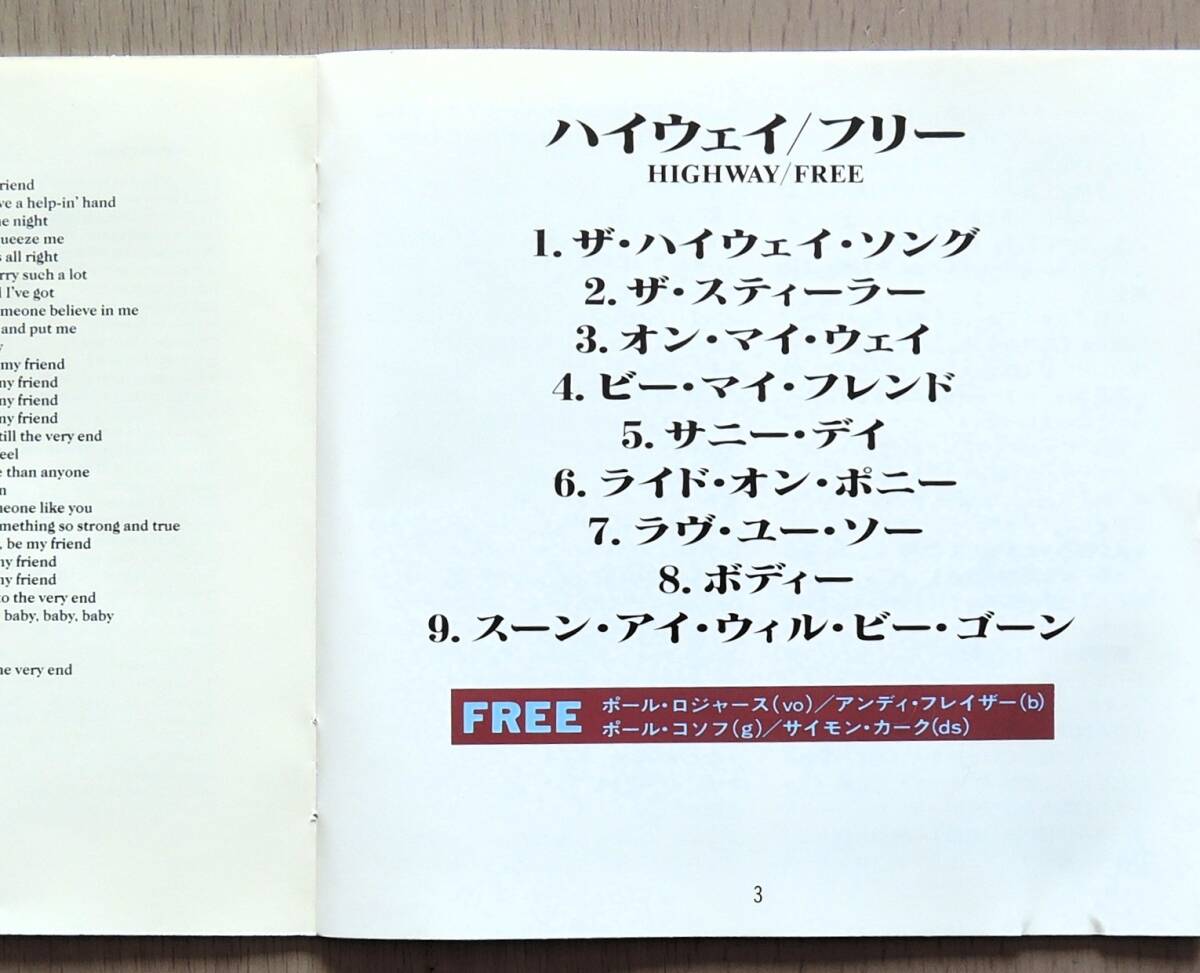 friend
ve a help-in' hand
e night
queeze me
s all right
rry such a lot
I've got
meone believe in me
and put me
my friend
my friend
my friend
my friend
till the very end
eel
e than anyone
n
meone like you
mething so strong and true
, be my friend
my friend
my friend
to the very end
baby, baby, baby
he very end
ハイウェイ/フリー
HIGHWAY/FREE
1. ザ・ハイウェイ・ソング
2. ザ・スティーラー
3. オン・マイ・ウェイ
4. ビー・マイ・フレンド
5. サニー・デイ
6. ライド・オン・ポニー
7. ラヴ・ユー・ソー
8. ボディー
9. スーン・アイ・ウィル・ビー・ゴーン
FREE ポール・ロジャース(vo)/アンディ・フレイザー(b)
ポール・コソフ(g)/サイモン・カーク(ds)
3